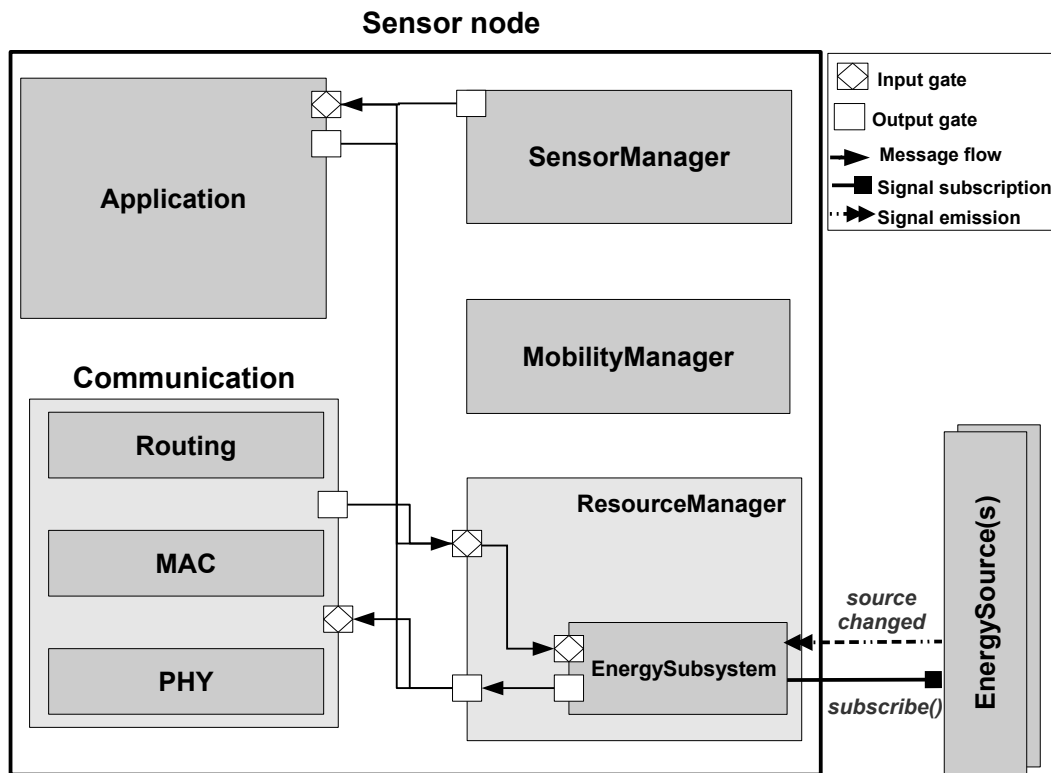 Sensor node
Application
SensorManager
MobilityManager
Communication
Routing
MAC
PHY
ResourceManager
EnergySubsystem
source
changed
subscribe()
EnergySource(s)
Input gate
Output gate
Message flow
Signal subscription
Signal emission